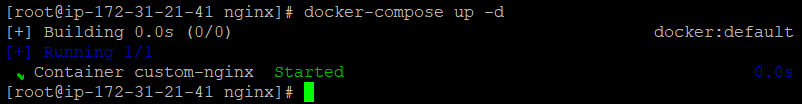 [root@ip-172-31-21-41 nginx]# docker-compose up -d
[+] Building 0.0s (0/0) docker:default
[+] Running 1/1
✔ Container custom-nginx Started 0.0s
[root@ip-172-31-21-41 nginx]#